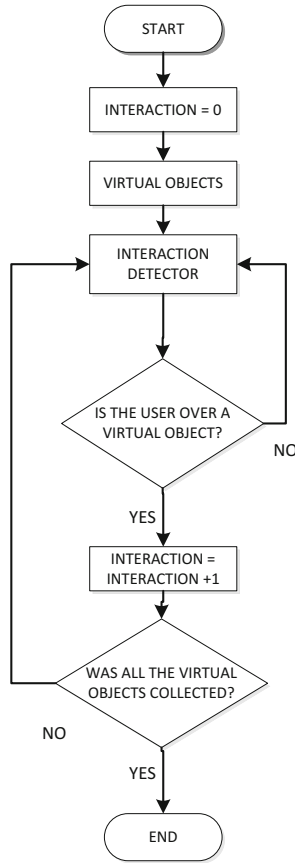 START
INTERACTION = 0
VIRTUAL OBJECTS
INTERACTION
DETECTOR
IS THE USER OVER A
VIRTUAL OBJECT?
NO
YES
INTERACTION =
INTERACTION +1
WAS ALL THE VIRTUAL
OBJECTS COLLECTED?
NO
YES
END